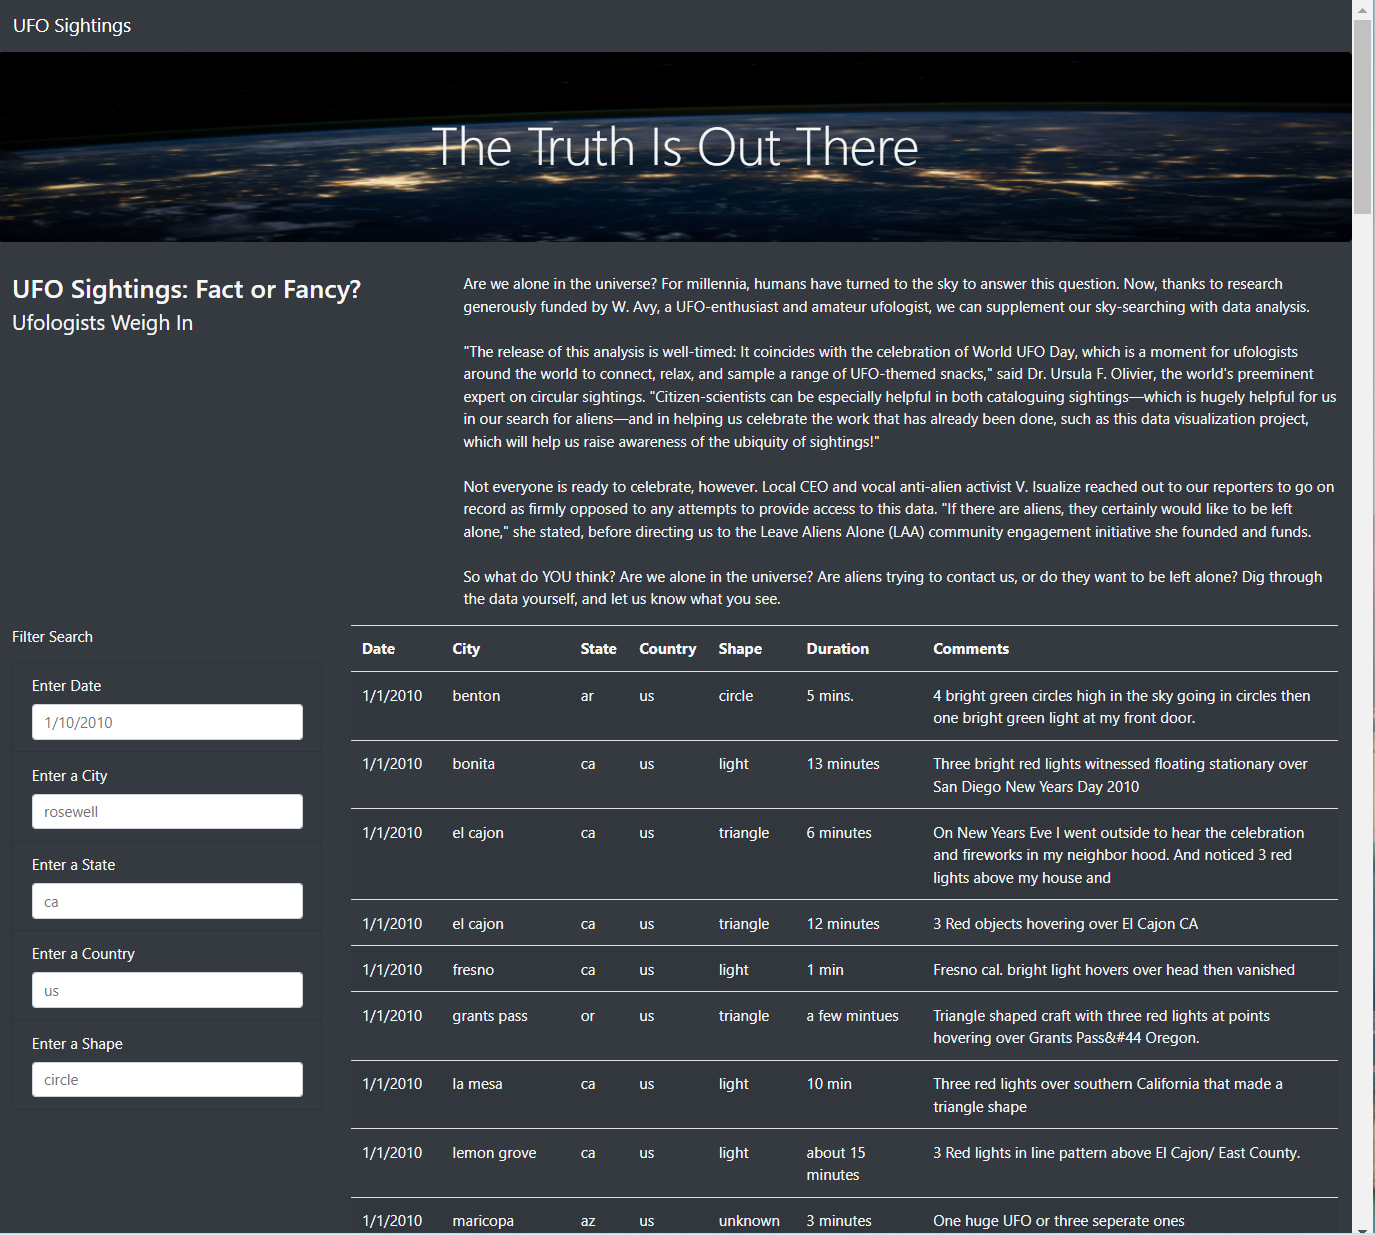 UFO Sightings
The Truth Is Out There
UFO Sightings: Fact or Fancy?
Ufologists Weigh In
Are we alone in the universe? For millennia, humans have turned to the sky to answer this question. Now, thanks to research
generously funded by W. Avy, a UFO-enthusiast and amateur ufologist, we can supplement our sky-searching with data analysis.
"The release of this analysis is well-timed: It coincides with the celebration of World UFO Day, which is a moment for ufologists
around the world to connect, relax, and sample a range of UFO-themed snacks," said Dr. Ursula F. Olivier, the world's preeminent
expert on circular sightings. "Citizen-scientists can be especially helpful in both cataloguing sightings—which is hugely helpful for us
in our search for aliens—and in helping us celebrate the work that has already been done, such as this data visualization project,
which will help us raise awareness of the ubiquity of sightings!"
Not everyone is ready to celebrate, however. Local CEO and vocal anti-alien activist V. Isualize reached out to our reporters to go on
record as firmly opposed to any attempts to provide access to this data. "If there are aliens, they certainly would like to be left
alone," she stated, before directing us to the Leave Aliens Alone (LAA) community engagement initiative she founded and funds.
So what do YOU think? Are we alone in the universe? Are aliens trying to contact us, or do they want to be left alone? Dig through
the data yourself, and let us know what you see.
Filter Search
Enter Date
1/10/2010
Enter a City
rosewell
Enter a State
ca
Enter a Country
us
Enter a Shape
circle
Date City State Country Shape Duration Comments
1/1/2010 benton ar us circle 5 mins. 4 bright green circles high in the sky going in circles then
one bright green light at my front door.
1/1/2010 bonita ca us light 13 minutes Three bright red lights witnessed floating stationary over
San Diego New Years Day 2010
1/1/2010 el cajon ca us triangle 6 minutes On New Years Eve I went outside to hear the celebration
and fireworks in my neighbor hood. And noticed 3 red
lights above my house and
1/1/2010 el cajon ca us triangle 12 minutes 3 Red objects hovering over El Cajon CA
1/1/2010 fresno ca us light 1 min Fresno cal. bright light hovers over head then vanished
1/1/2010 grants pass or us triangle a few mintues Triangle shaped craft with three red lights at points
hovering over Grants Pass&#44 Oregon.
1/1/2010 la mesa ca us light 10 min Three red lights over southern California that made a
triangle shape
1/1/2010 lemon grove ca us light about 15 3 Red lights in line pattern above El Cajon/ East County.
minutes
1/1/2010 maricopa az us unknown 3 minutes One huge UFO or three seperate ones